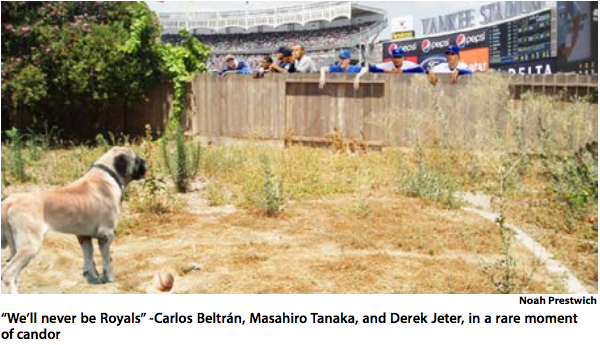 YANKEE STADIUM
pepsi pepsi pepsi
DELTA
Noah Prestwich
“We’ll never be Royals” -Carlos Beltrán, Masahiro Tanaka, and Derek Jeter, in a rare moment
of candor